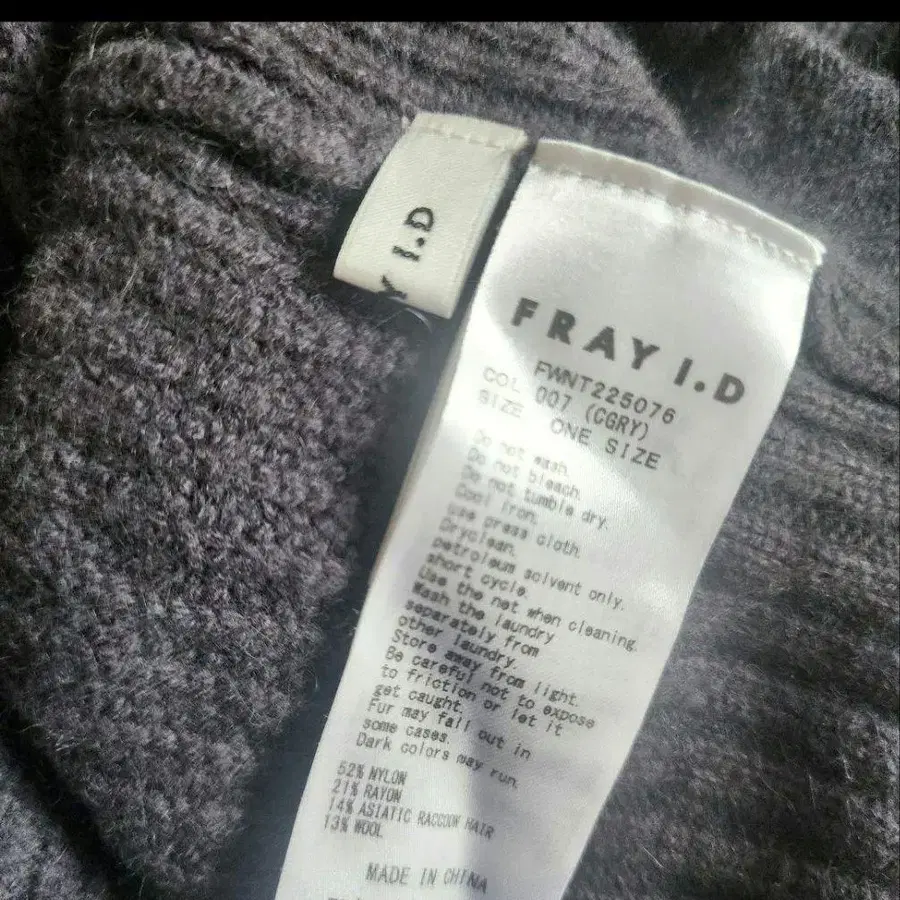 Y I.D
FRAY I.D
FWNT225076
COL 007 (CGRY)
SIZE ONE SIZE
Do not wash.
Do not bleach.
Do not tumble dry.
Cool iron.
use press cloth
Dryclean.
petroleum solvent only.
short cycle.
Use the net when cleaning.
Wash the laundry
separately from
other laundry.
Store away from light.
Be careful not to expose
to friction or let it
get caught.
Fur may fall out in
some cases.
Dark colors may run.
52% NYLON
21% RAYON
14% ASIATIC RACCOON HAIR
13% WOOL
MADE IN CHINA